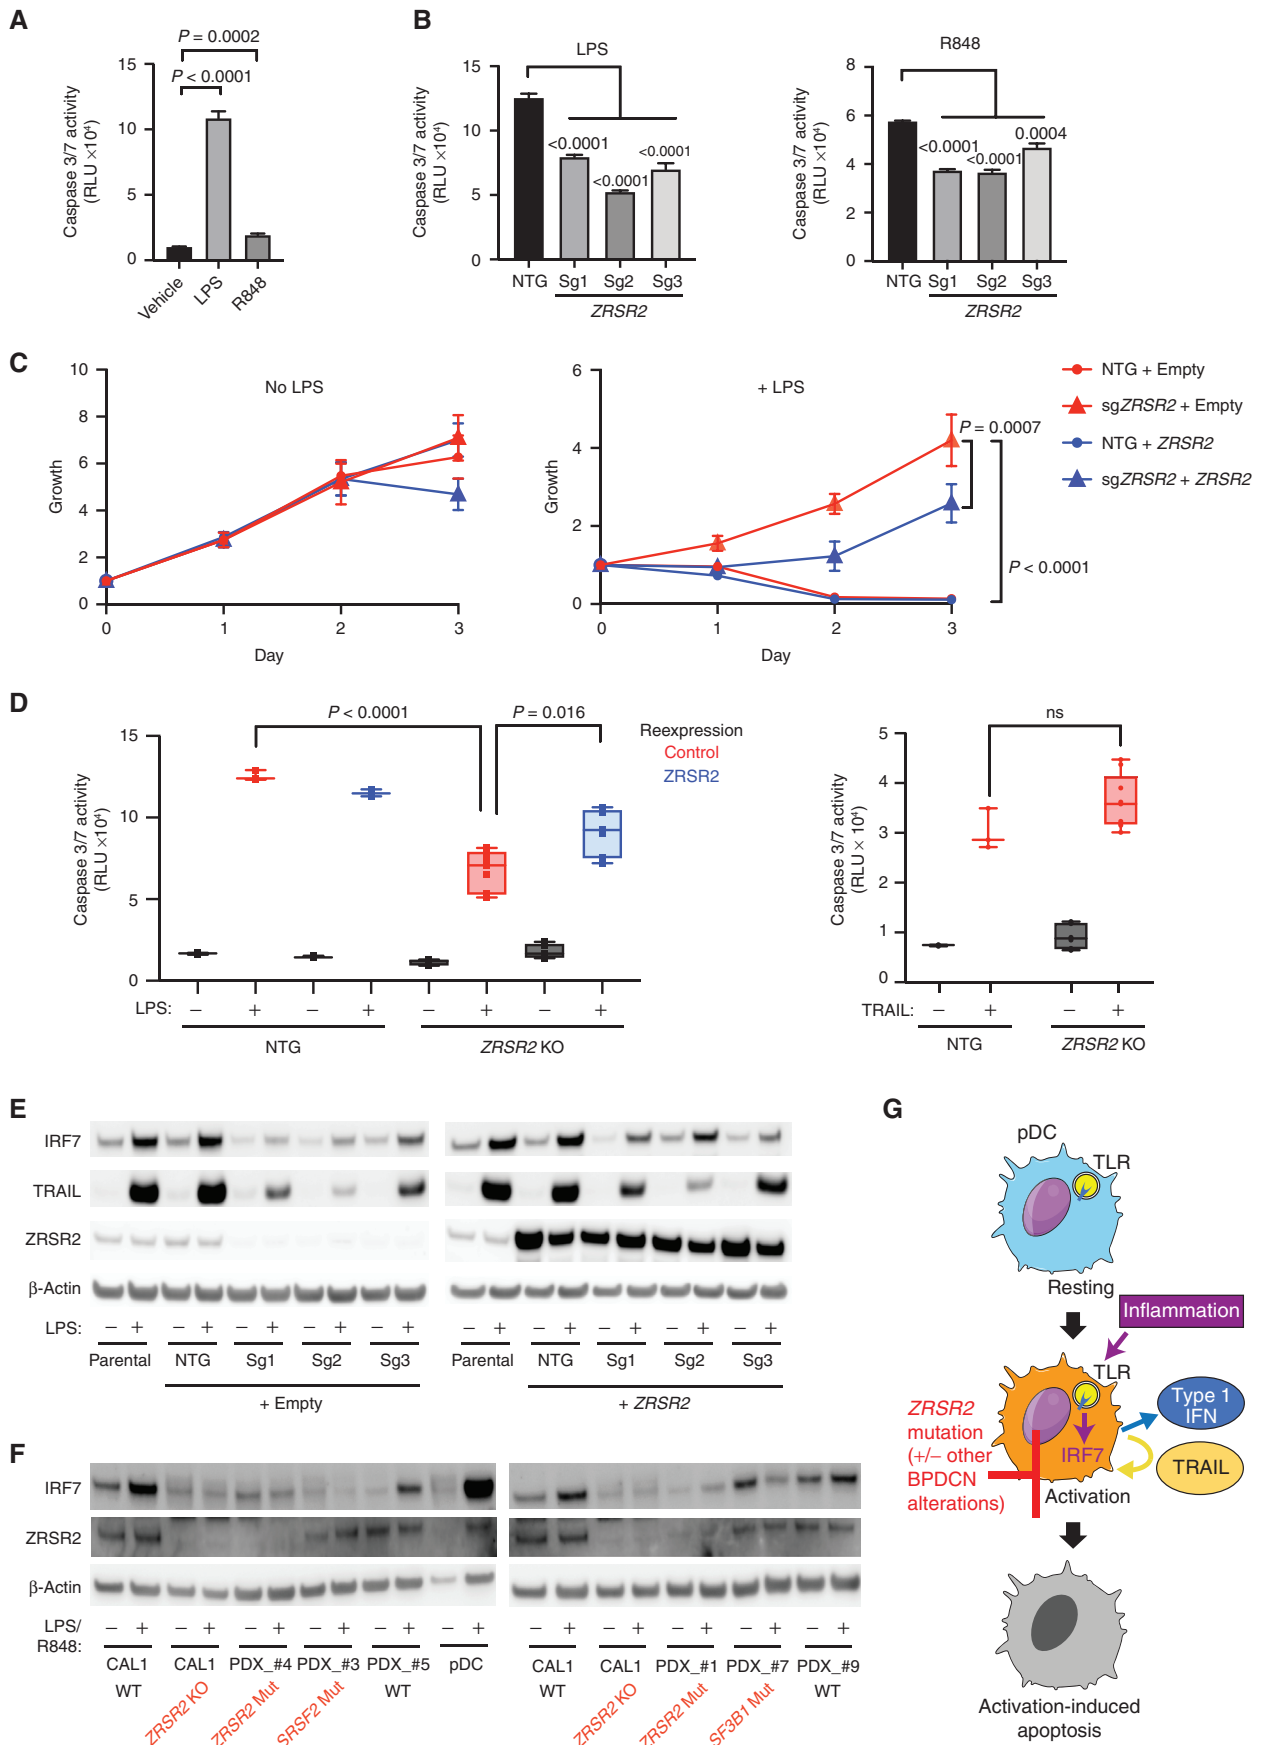 A
P = 0.0002
P < 0.0001
Caspase 3/7 activity
(RLU ×10⁴)
15
10
5
0
Vehicle
LPS
R848
B
LPS
Caspase 3/7 activity
(RLU ×10⁴)
15
10
5
0
<0.0001
<0.0001
<0.0001
NTG Sg1 Sg2 Sg3
ZRSR2
R848
Caspase 3/7 activity
(RLU ×10⁴)
8
6
4
2
0
<0.0001
<0.0001
0.0004
NTG Sg1 Sg2 Sg3
ZRSR2
C
No LPS
Growth
10
8
6
4
2
0
0 1 2 3
Day
+ LPS
Growth
6
4
2
0
0 1 2 3
Day
P = 0.0007
P < 0.0001
NTG + Empty
sgZRSR2 + Empty
NTG + ZRSR2
sgZRSR2 + ZRSR2
D
Caspase 3/7 activity
(RLU ×10⁴)
15
10
5
0
P < 0.0001
P = 0.016
Reexpression
Control
ZRSR2
LPS: − + − + − + − +
NTG
ZRSR2 KO
Caspase 3/7 activity
(RLU × 10⁴)
5
4
3
2
1
0
ns
TRAIL: − + − +
NTG
ZRSR2 KO
E
IRF7
TRAIL
ZRSR2
β-Actin
LPS: − + − + − + − + − +
Parental NTG Sg1 Sg2 Sg3
+ Empty
− + − + − + − + − +
Parental NTG Sg1 Sg2 Sg3
+ ZRSR2
F
IRF7
ZRSR2
β-Actin
LPS/
R848:
− + − + − + − + − + − +
CAL1 CAL1 PDX_#4 PDX_#3 PDX_#5 pDC
WT ZRSR2 KO ZRSR2 Mut SRSF2 Mut WT
− + − + − + − + − +
CAL1 CAL1 PDX_#1 PDX_#7 PDX_#9
WT ZRSR2 KO ZRSR2 Mut SF3B1 Mut WT
G
pDC
TLR
Resting
Inflammation
TLR
Type 1
IFN
ZRSR2
mutation
(+/− other
BPDCN
alterations)
IRF7
TRAIL
Activation
Activation-induced
apoptosis